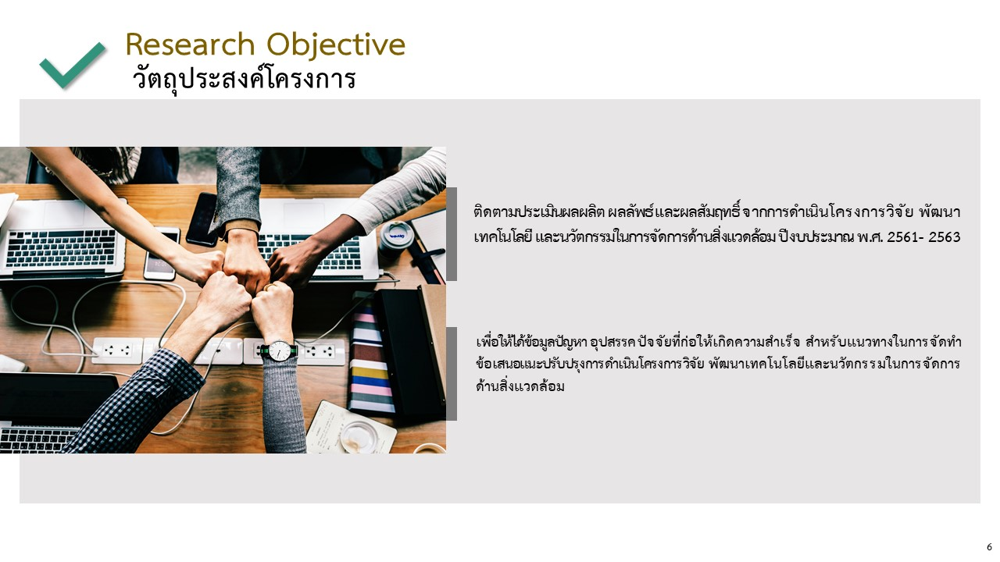 Research Objective
วัตถุประสงค์โครงการ
ติดตามประเมินผลผลิต ผลลัพธ์ และผลสัมฤทธิ์ จากการดำเนินโครงการวิจัย พัฒนา
เทคโนโลยี และนวัตกรรมในการจัดการด้านสิ่งแวดล้อม ปีงบประมาณ พ.ศ. 2561- 2563
เพื่อให้ได้ข้อมูลปัญหา อุปสรรค ปัจจัยที่ก่อให้เกิดความสำเร็จ สำหรับแนวทางในการจัดทำ
ข้อเสนอแนะปรับปรุงการดำเนินโครงการวิจัย พัฒนาเทคโนโลยีและนวัตกรรมในการจัดการ
ด้านสิ่งแวดล้อม
6